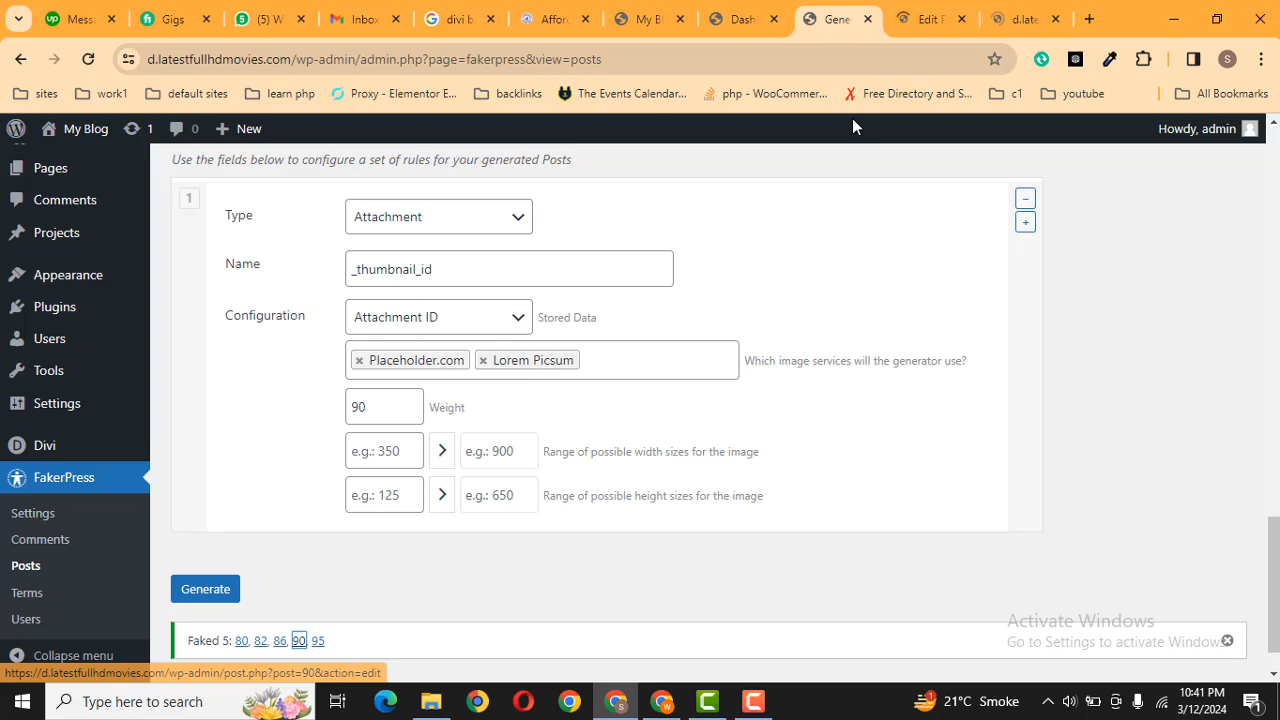 Messa
Gigs
(5) W
Inbox
divi b
Affor
My B
Dash
Gene
Edit F
d.late
d.latestfullhdmovies.com/wp-admin/admin.php?page=fakerpress&view=posts
S
sites
work1
default sites
learn php
Proxy - Elementor E...
backlinks
The Events Calendar...
php - WooCommer...
Free Directory and S...
c1
youtube
All Bookmarks
My Blog
1
0
New
Howdy, admin
Pages
Comments
Projects
Appearance
Plugins
Users
Tools
Settings
Divi
FakerPress
Settings
Comments
Posts
Terms
Users
Collapse menu
Use the fields below to configure a set of rules for your generated Posts
1
Type
Attachment
Name
_thumbnail_id
Configuration
Attachment ID
Stored Data
× Placeholder.com
× Lorem Picsum
Which image services will the generator use?
90
Weight
e.g.: 350
e.g.: 900
Range of possible width sizes for the image
e.g.: 125
e.g.: 650
Range of possible height sizes for the image
Generate
Faked 5: 80, 82, 86, 90 95
Activate Windows
Go to Settings to activate Windows.
https://d.latestfullhdmovies.com/wp-admin/post.php?post=90&action=edit
Type here to search
21°C Smoke
10:41 PM
3/12/2024